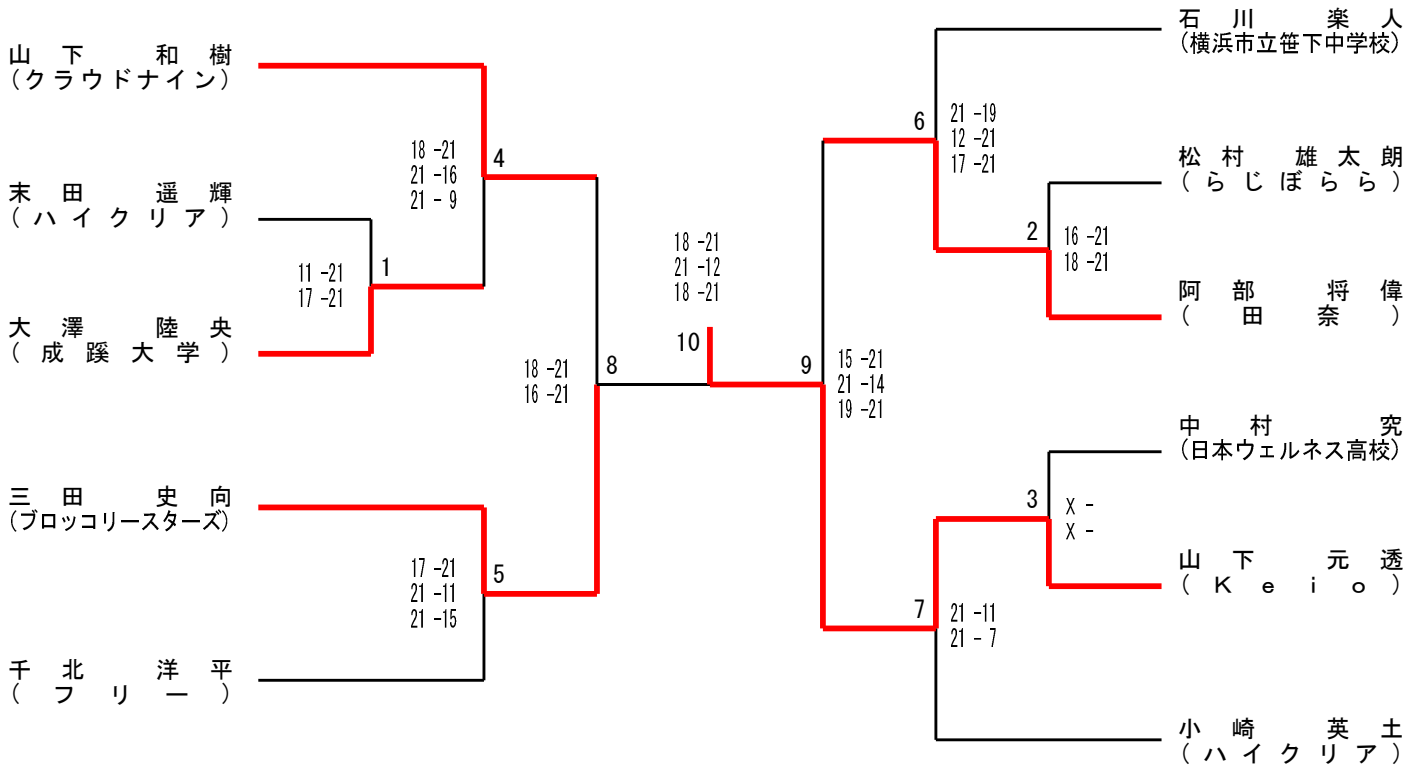 山下 和樹
(クラウドナイン)
末田 遥輝
(ハイクリア)
大澤 陸央
(成蹊大学)
三田 史向
(ブロッコリースターズ)
千北 洋平
(フリー)
11 -21
17 -21
1
18 -21
21 -16
21 - 9
4
17 -21
21 -11
21 -15
5
18 -21
16 -21
8
18 -21
21 -12
18 -21
10
9
15 -21
21 -14
19 -21
6
21 -19
12 -21
17 -21
2
16 -21
18 -21
3
X -
X -
7
21 -11
21 - 7
石川 楽人
(横浜市立笹下中学校)
松村 雄太朗
(らじぼらら)
阿部 将偉
(田奈)
中村 究
(日本ウェルネス高校)
山下 元透
(Keio)
小崎 英土
(ハイクリア)